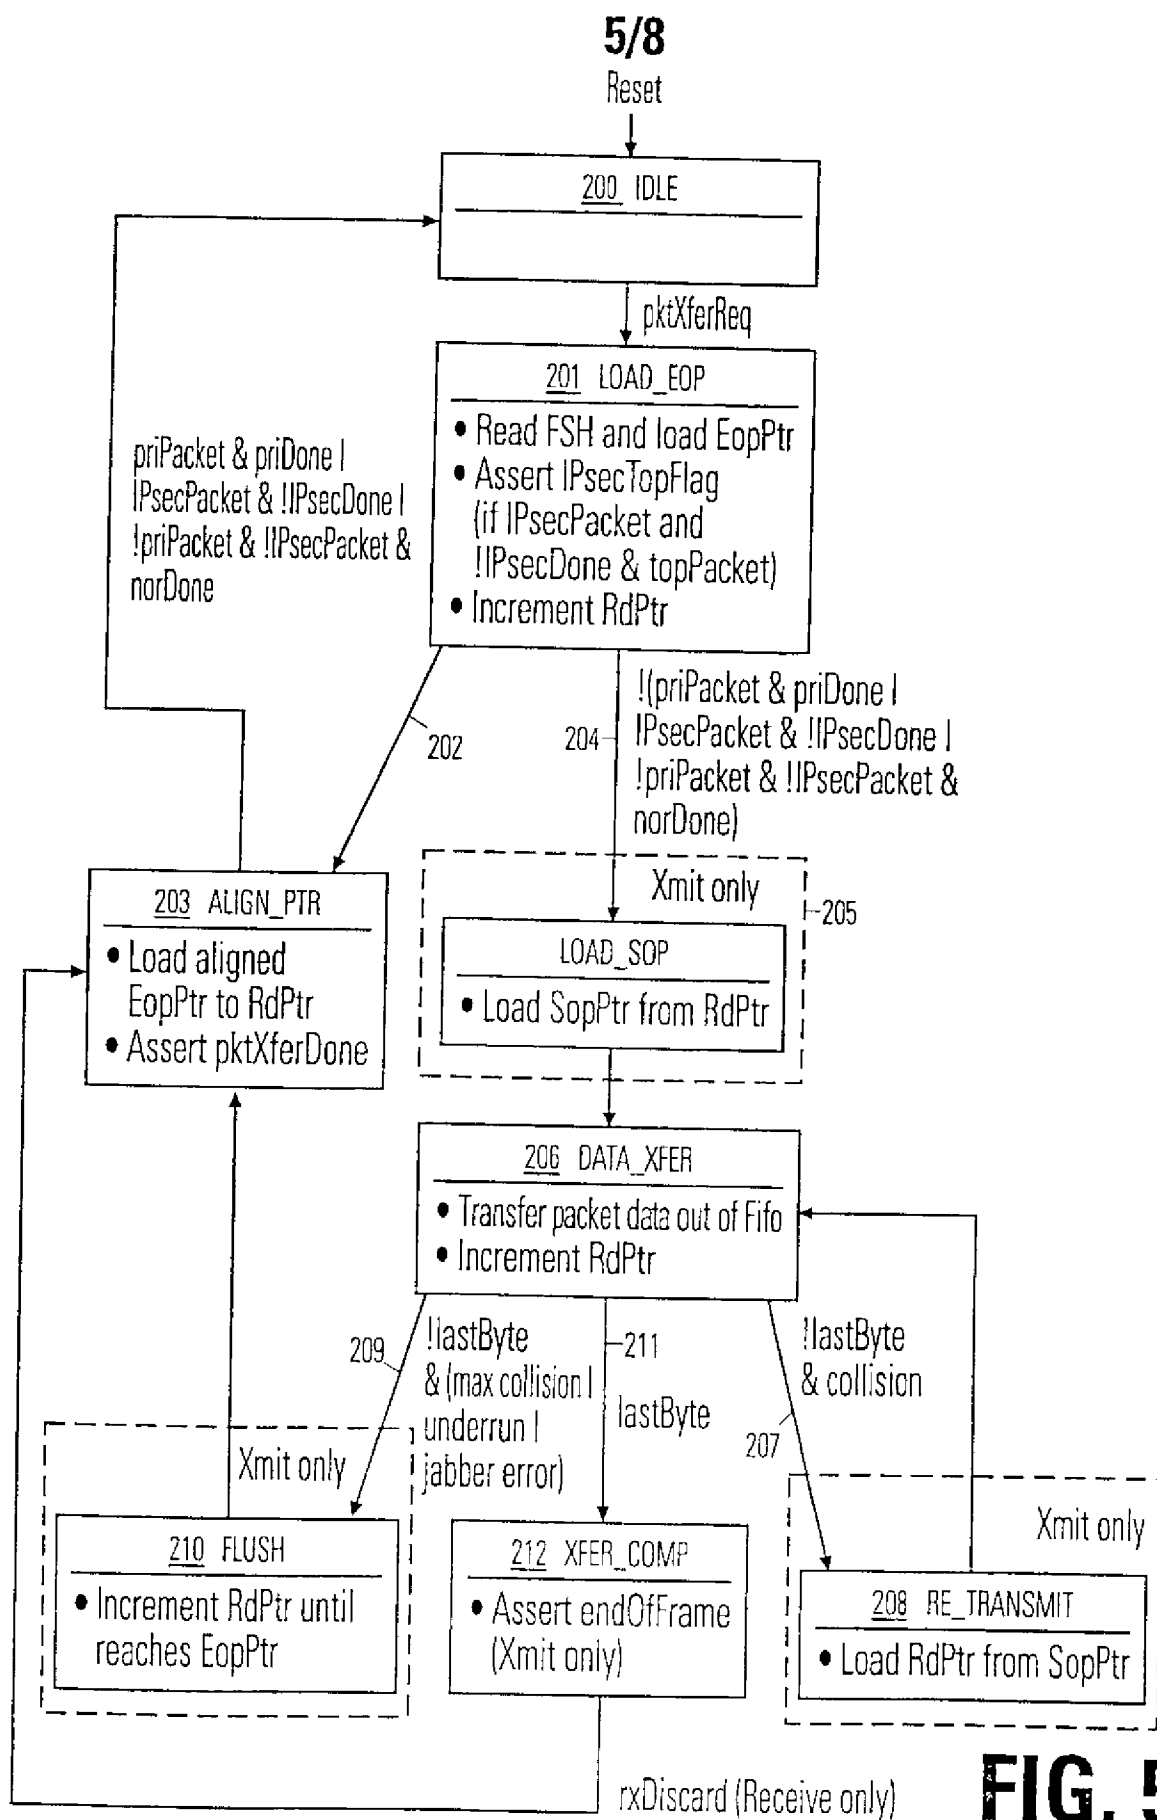 5/8
Reset
200 IDLE
pktXferReq
201 LOAD_EOP
• Read FSH and load EopPtr
• Assert IPsecTopFlag
(if IPsecPacket and
!IPsecDone & topPacket)
• Increment RdPtr
priPacket & priDone |
IPsecPacket & !IPsecDone |
!priPacket & !IPsecPacket &
norDone
202
204
!(priPacket & priDone |
IPsecPacket & !IPsecDone |
!priPacket & !IPsecPacket &
norDone)
203 ALIGN_PTR
• Load aligned
EopPtr to RdPtr
• Assert pktXferDone
Xmit only
205
LOAD_SOP
• Load SopPtr from RdPtr
206 DATA_XFER
• Transfer packet data out of Fifo
• Increment RdPtr
209
!lastByte
& (max collision |
underrun |
jabber error)
211
lastByte
!lastByte
& collision
207
Xmit only
210 FLUSH
• Increment RdPtr until
reaches EopPtr
212 XFER_COMP
• Assert endOfFrame
(Xmit only)
Xmit only
208 RE_TRANSMIT
• Load RdPtr from SopPtr
rxDiscard (Receive only)
FIG. 5